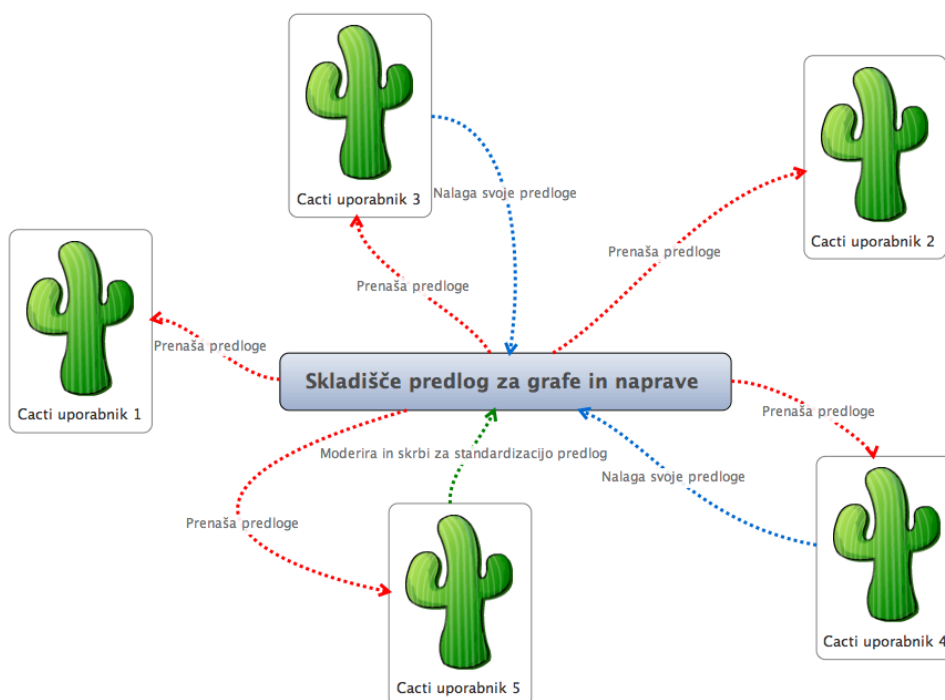 Cacti uporabnik 3
Nalaga svoje predloge
Cacti uporabnik 2
Prenaša predloge
Prenaša predloge
Prenaša predloge
Cacti uporabnik 1
Skladišče predlog za grafe in naprave
Prenaša predloge
Moderira in skrbi za standardizacijo predlog
Nalaga svoje predloge
Prenaša predloge
Cacti uporabnik 4
Cacti uporabnik 5